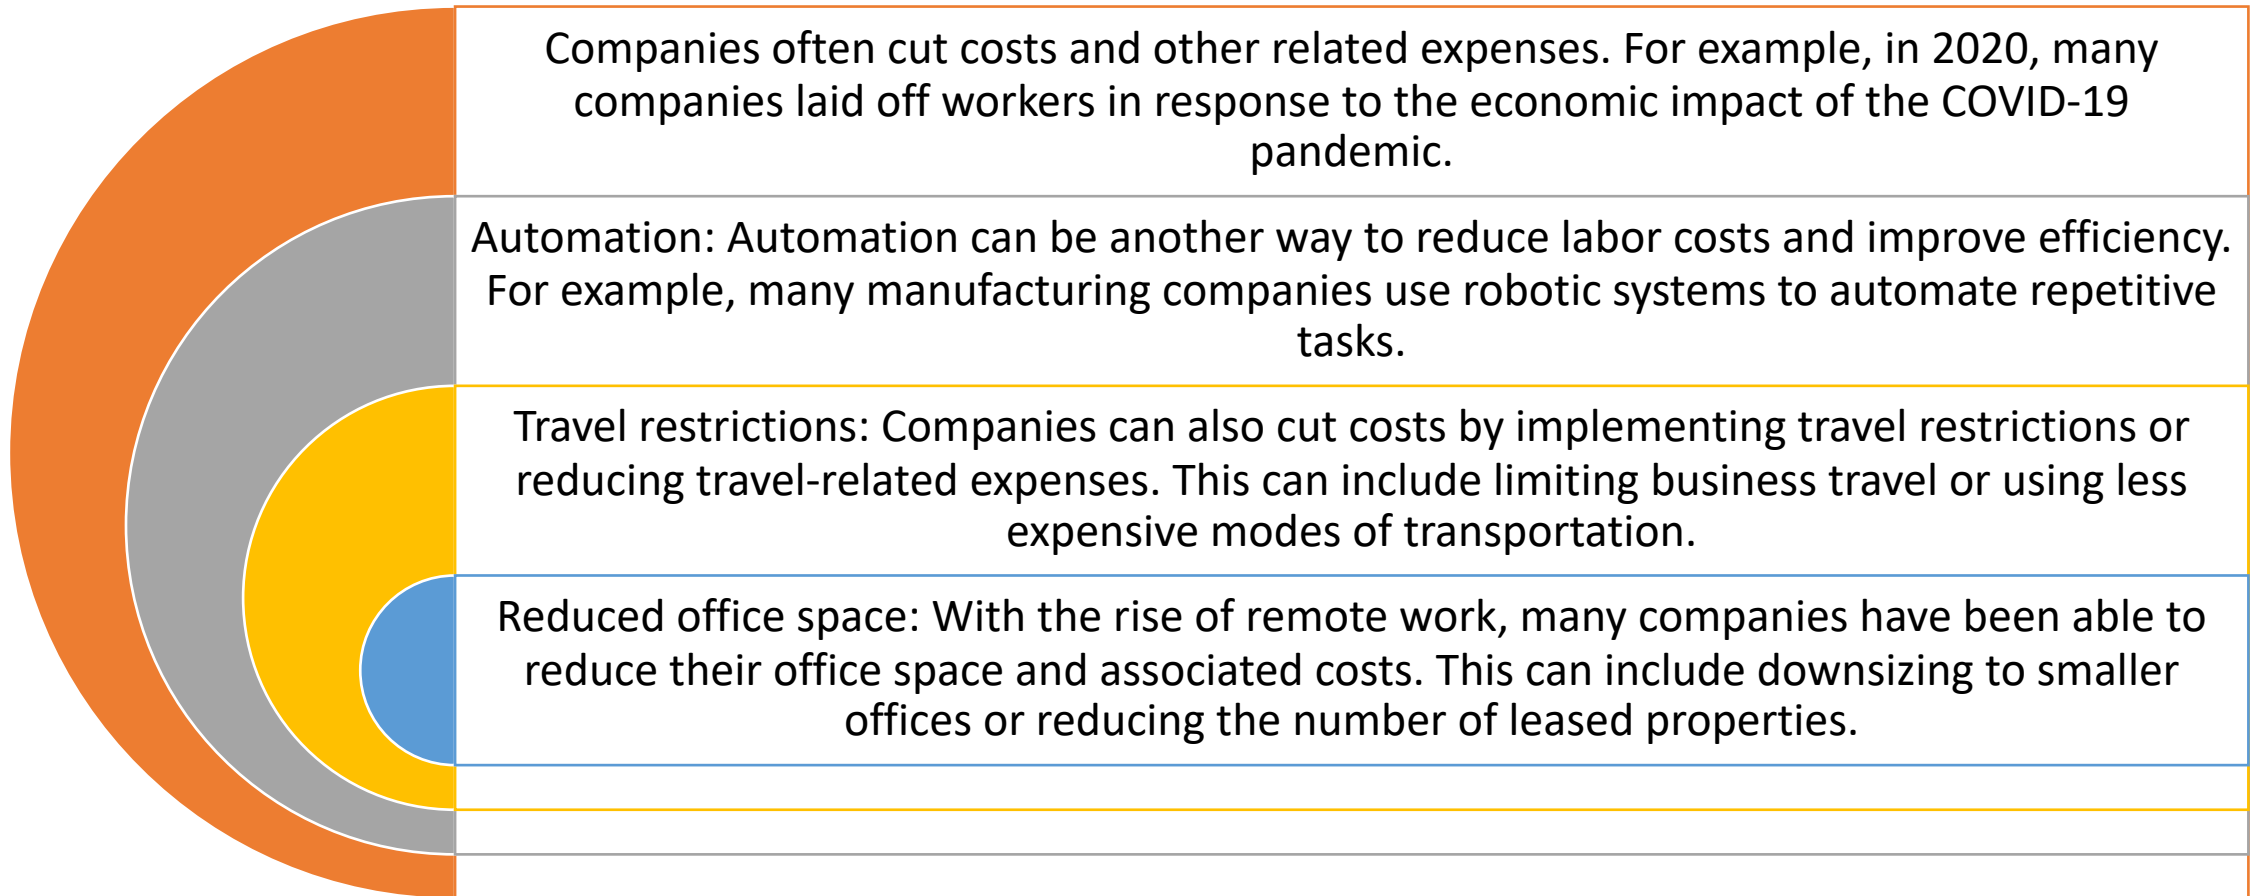 Companies often cut costs and other related expenses. For example, in 2020, many
companies laid off workers in response to the economic impact of the COVID-19
pandemic.
Automation: Automation can be another way to reduce labor costs and improve efficiency.
For example, many manufacturing companies use robotic systems to automate repetitive
tasks.
Travel restrictions: Companies can also cut costs by implementing travel restrictions or
reducing travel-related expenses. This can include limiting business travel or using less
expensive modes of transportation.
Reduced office space: With the rise of remote work, many companies have been able to
reduce their office space and associated costs. This can include downsizing to smaller
offices or reducing the number of leased properties.